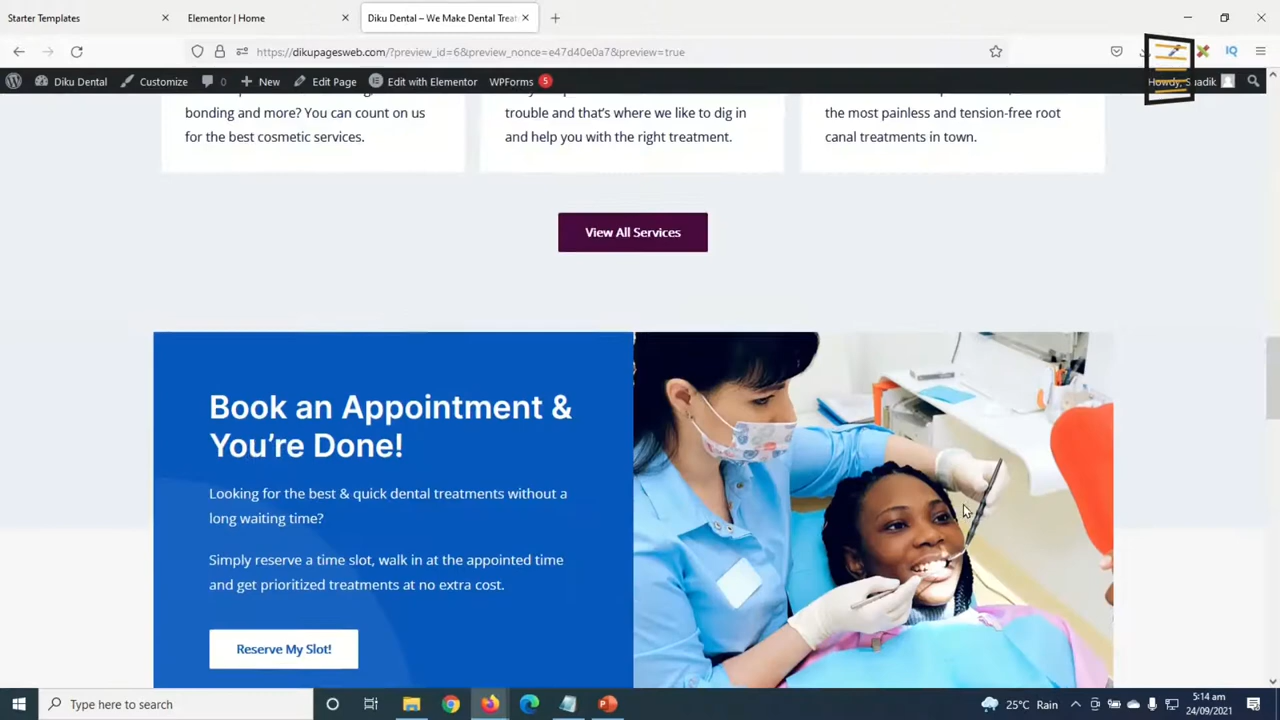 Starter Templates
Elementor | Home
Diku Dental – We Make Dental Treat
https://dikupagesweb.com/?preview_id=6&preview_nonce=e47d40e0a7&preview=true
Diku Dental
Customize
0
New
Edit Page
Edit with Elementor
WPForms
5
Howdy, Suadik
bonding and more? You can count on us
for the best cosmetic services.
trouble and that’s where we like to dig in
and help you with the right treatment.
the most painless and tension-free root
canal treatments in town.
View All Services
Book an Appointment &
You’re Done!
Looking for the best & quick dental treatments without a
long waiting time?
Simply reserve a time slot, walk in at the appointed time
and get prioritized treatments at no extra cost.
Reserve My Slot!
Type here to search
25°C Rain
5:14 am
24/09/2021